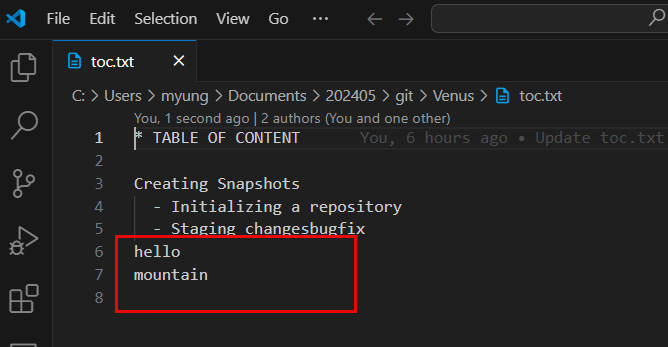 File Edit Selection View Go ...
toc.txt
C: > Users > myung > Documents > 202405 > git > Venus > toc.txt
You, 1 second ago | 2 authors (You and one other)
1 * TABLE OF CONTENT You, 6 hours ago • Update toc.txt
2
3 Creating Snapshots
4 - Initializing a repository
5 - Staging changesbugfix
6 hello
7 mountain
8